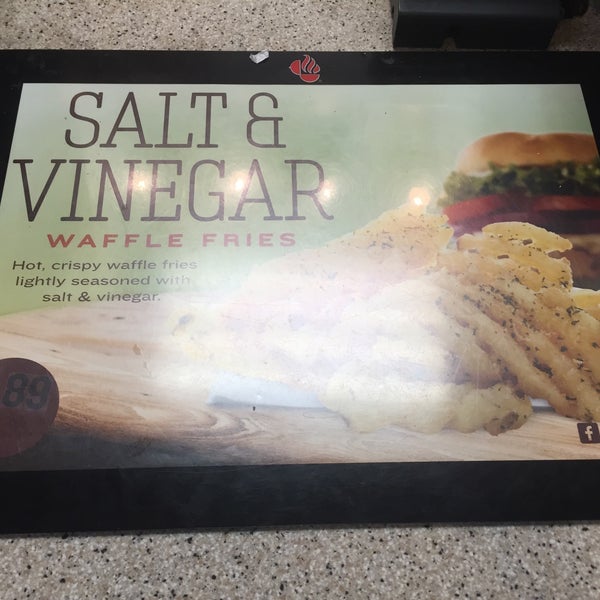 SALT &
VINEGAR
WAFFLE FRIES
Hot, crispy waffle fries
lightly seasoned with
salt & vinegar.
89
f